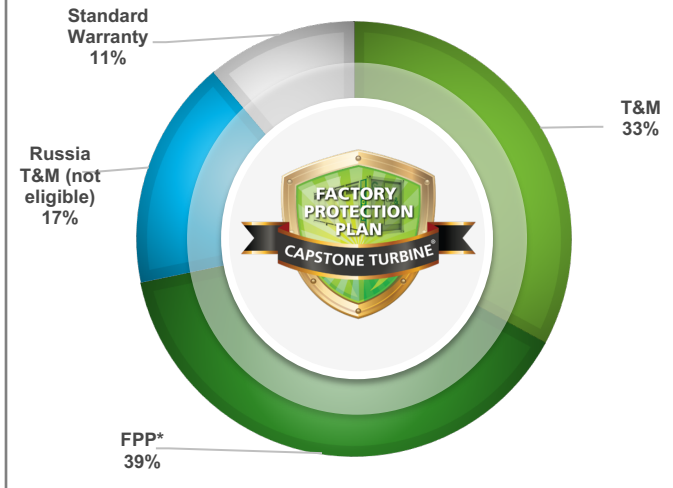 Standard
Warranty
11%
T&M
33%
Russia
T&M (not
eligible)
17%
FACTORY
PROTECTION
PLAN
CAPSTONE TURBINE®
FPP*
39%